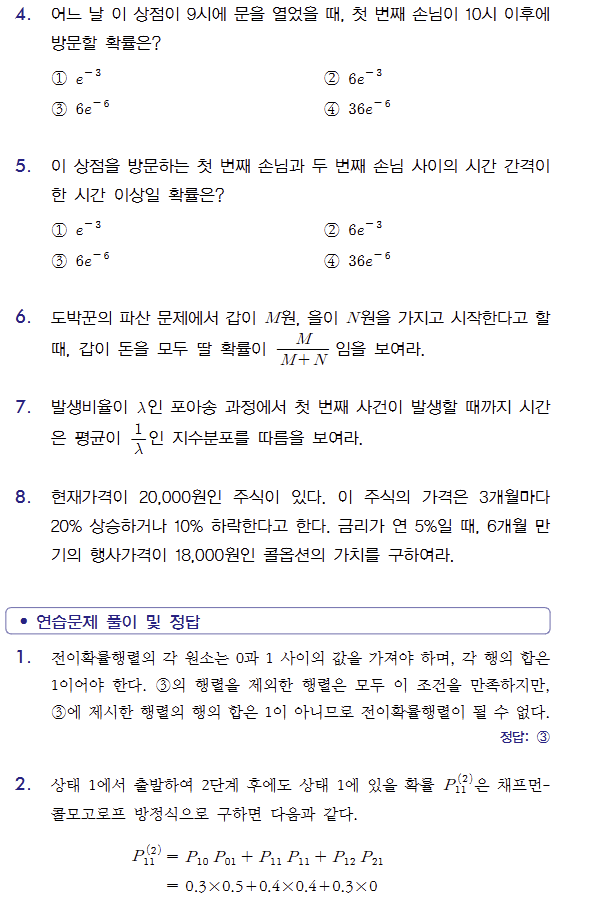 4. 어느 날 이 상점이 9시에 문을 열었을 때, 첫 번째 손님이 10시 이후에
방문할 확률은?
① e^{-3} ② 6e^{-3}
③ 6e^{-6} ④ 36e^{-6}
5. 이 상점을 방문하는 첫 번째 손님과 두 번째 손님 사이의 시간 간격이
한 시간 이상일 확률은?
① e^{-3} ② 6e^{-3}
③ 6e^{-6} ④ 36e^{-6}
6. 도박꾼의 파산 문제에서 갑이 M원, 을이 N원을 가지고 시작한다고 할
때, 갑이 돈을 모두 딸 확률이 \frac{M}{M+N} 임을 보여라.
7. 발생비율이 λ인 포아송 과정에서 첫 번째 사건이 발생할 때까지 시간
은 평균이 \frac{1}{λ}인 지수분포를 따름을 보여라.
8. 현재가격이 20,000원인 주식이 있다. 이 주식의 가격은 3개월마다
20% 상승하거나 10% 하락한다고 한다. 금리가 연 5%일 때, 6개월 만
기의 행사가격이 18,000원인 콜옵션의 가치를 구하여라.
• 연습문제 풀이 및 정답
1. 전이확률행렬의 각 원소는 0과 1 사이의 값을 가져야 하며, 각 행의 합은
1이어야 한다. ③의 행렬을 제외한 행렬은 모두 이 조건을 만족하지만,
③에 제시한 행렬의 행의 합은 1이 아니므로 전이확률행렬이 될 수 없다.
정답: ③
2. 상태 1에서 출발하여 2단계 후에도 상태 1에 있을 확률 P_{11}^{(2)}은 채프먼-
콜모고로프 방정식으로 구하면 다음과 같다.
P_{11}^{(2)} = P_{10} P_{01} + P_{11} P_{11} + P_{12} P_{21}
= 0.3×0.5+0.4×0.4+0.3×0